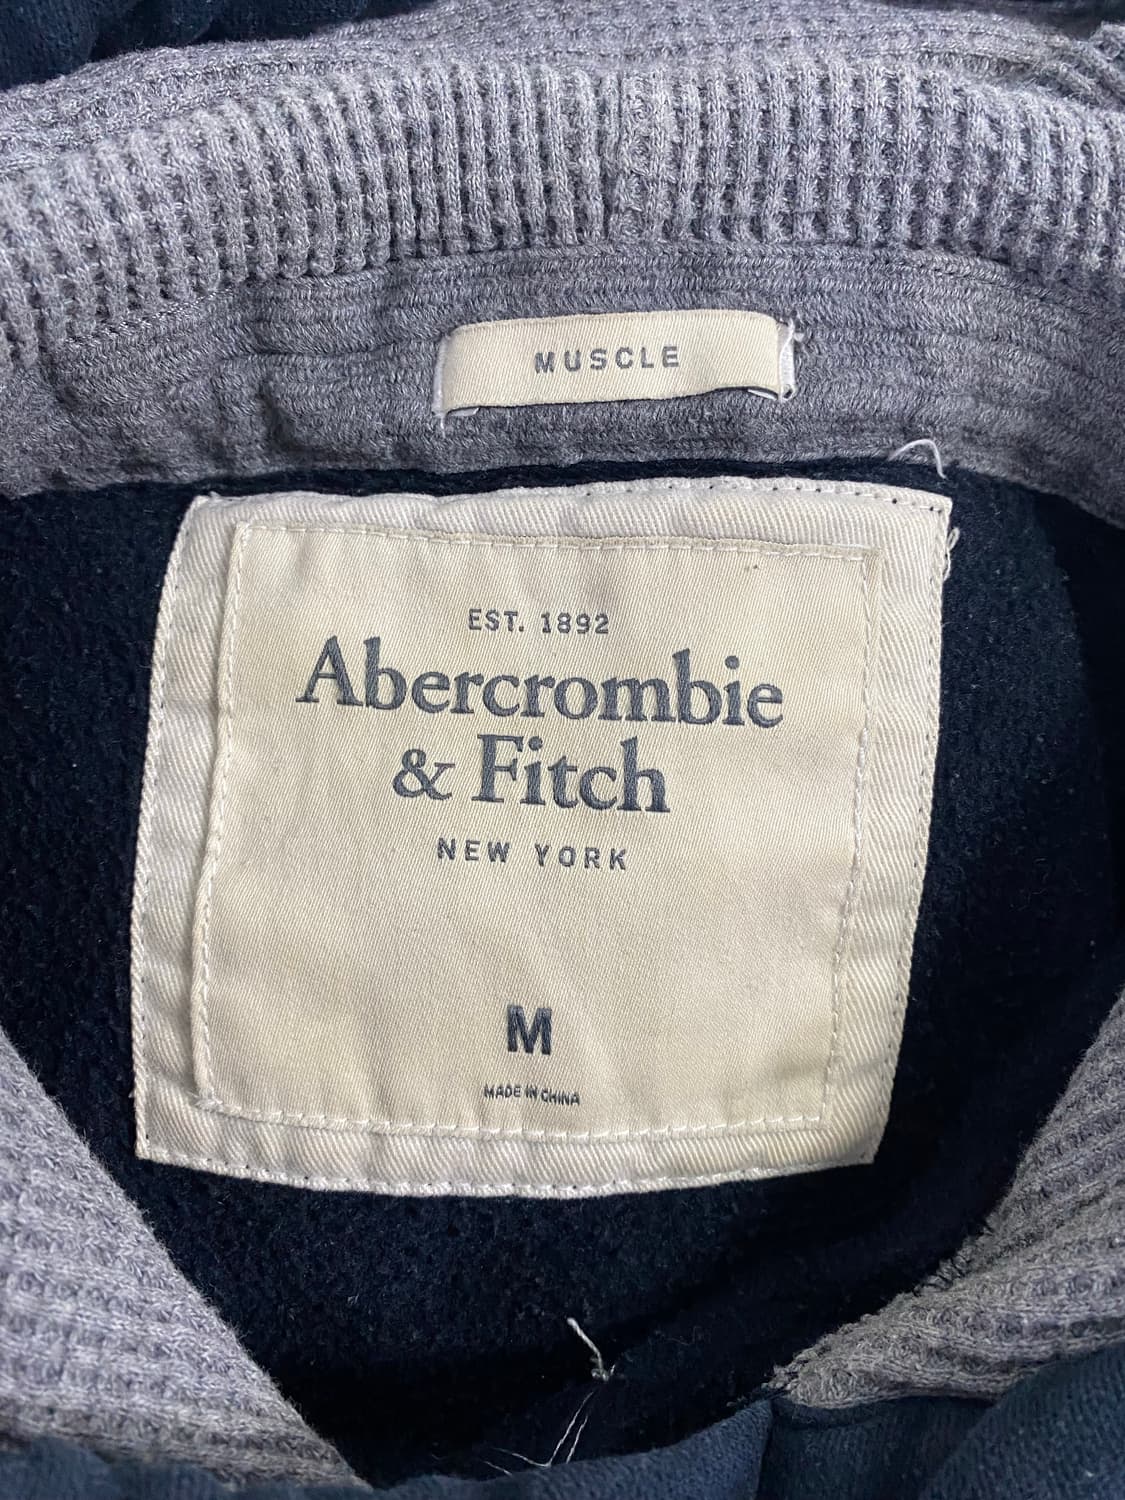 MUSCLE
EST. 1892
Abercrombie
& Fitch
NEW YORK
M
MADE IN CHINA